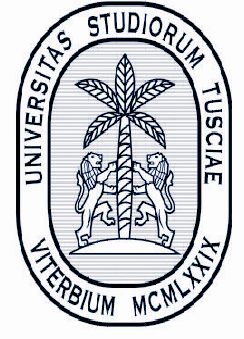 UNIVERSITAS STUDIORUM TUSCIAE
VITERBIUM MCMLXXIX